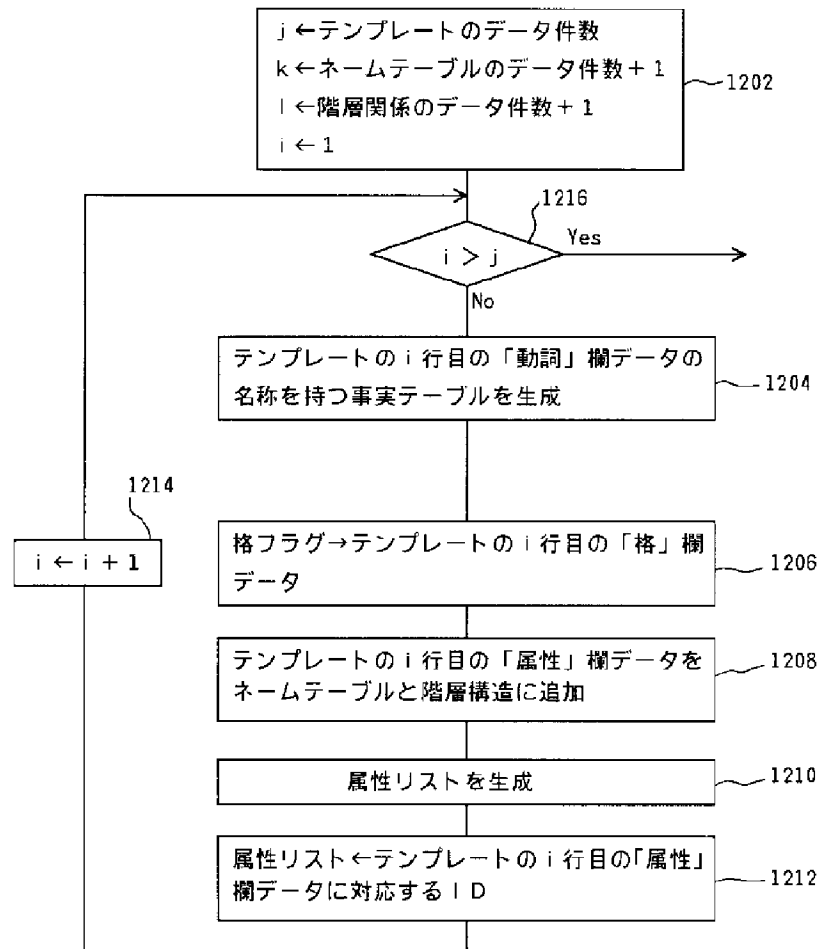 j←テンプレートのデータ件数
k←ネームテーブルのデータ件数+1
l←階層関係のデータ件数+1
i←1
1202
1216
i>j
Yes
No
テンプレートのi行目の「動詞」欄データの
名称を持つ事実テーブルを生成
1204
1214
i←i+1
格フラグ→テンプレートのi行目の「格」欄
データ
1206
テンプレートのi行目の「属性」欄データを
ネームテーブルと階層構造に追加
1208
属性リストを生成
1210
属性リスト←テンプレートのi行目の「属性」
欄データに対応するID
1212